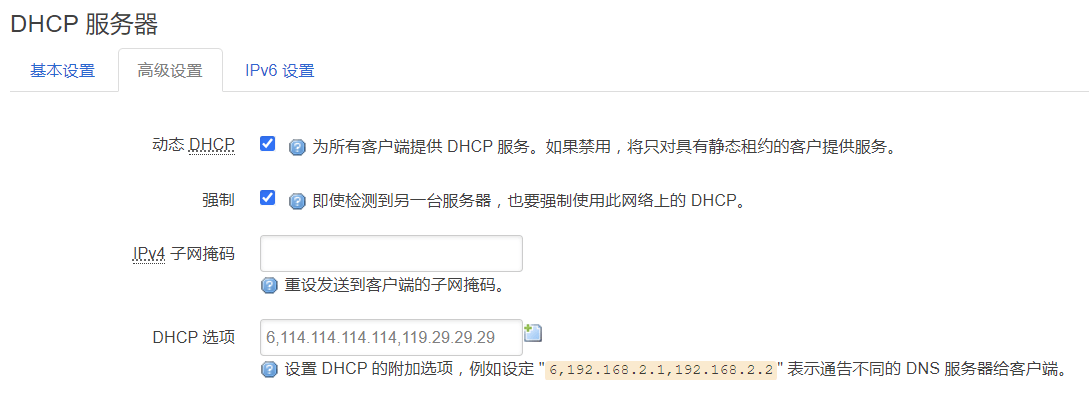 DHCP 服务器
基本设置 高级设置 IPv6 设置
动态 DHCP 为所有客户端提供 DHCP 服务。如果禁用，将只对具有静态租约的客户提供服务。
强制 即使检测到另一台服务器，也要强制使用此网络上的 DHCP。
IPv4 子网掩码
重设发送到客户端的子网掩码。
DHCP 选项 6,114.114.114.114,119.29.29.29
设置 DHCP 的附加选项，例如设定 "6,192.168.2.1,192.168.2.2" 表示通告不同的 DNS 服务器给客户端。